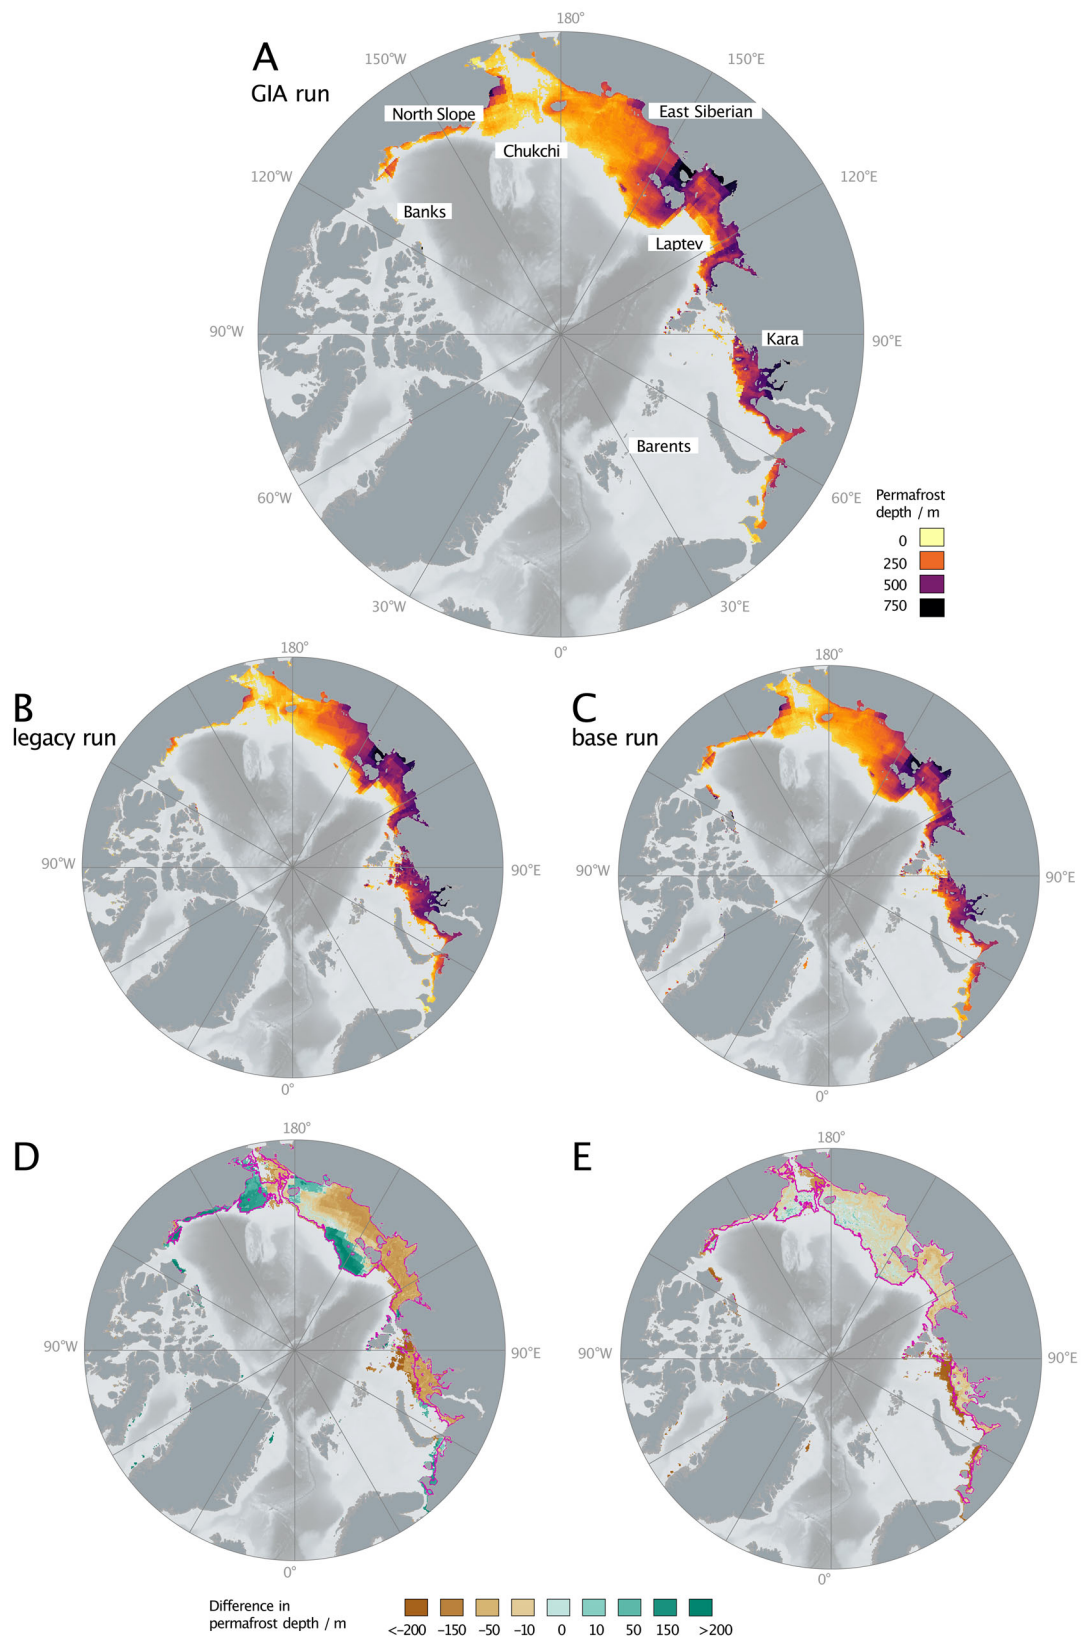 A
GIA run
180°
150°W
150°E
North Slope
East Siberian
Chukchi
120°W
120°E
Banks
Laptev
90°W
Kara
90°E
Barents
60°W
60°E
30°W
30°E
0°
Permafrost
depth / m
0
250
500
750
B
legacy run
180°
90°W
90°E
0°
C
base run
180°
90°W
90°E
0°
D
180°
90°W
90°E
0°
E
180°
90°W
90°E
0°
Difference in
permafrost depth / m
<-200 -150 -50 -10 0 10 50 150 >200